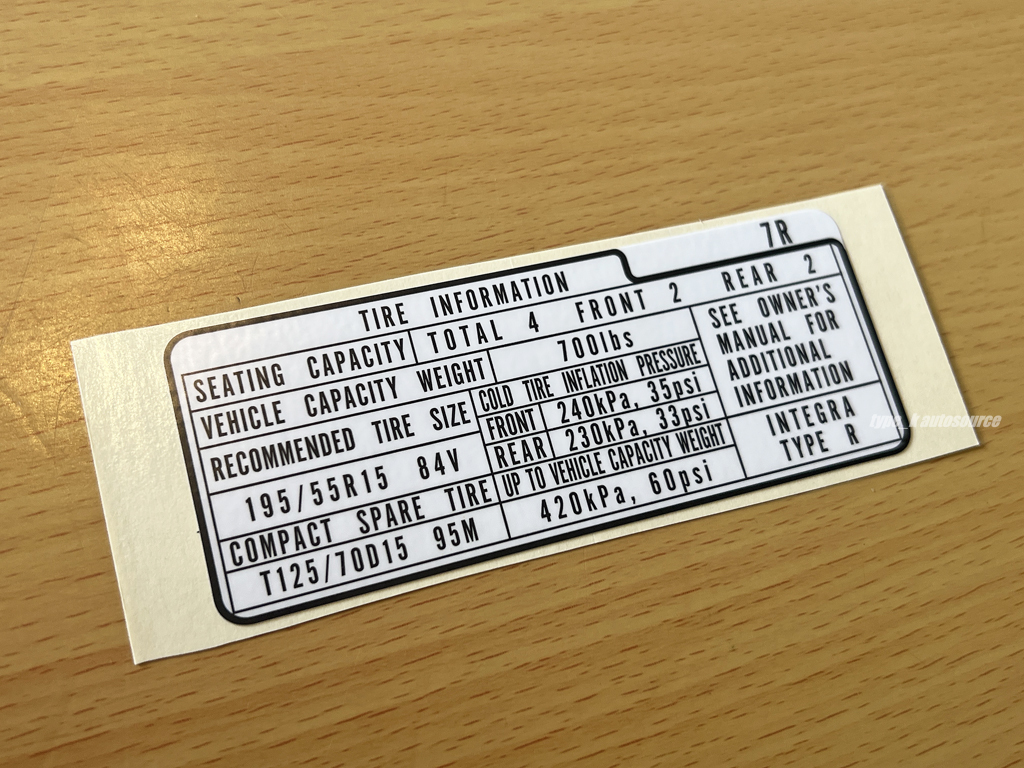 7R
TIRE INFORMATION
SEATING CAPACITY TOTAL 4 FRONT 2 REAR 2
VEHICLE CAPACITY WEIGHT 700lbs
SEE OWNER'S
MANUAL FOR
ADDITIONAL
INFORMATION
RECOMMENDED TIRE SIZE
195/55R15 84V
COLD TIRE INFLATION PRESSURE
FRONT 240kPa, 35psi
REAR 230kPa, 33psi
UP TO VEHICLE CAPACITY WEIGHT
COMPACT SPARE TIRE
T125/70D15 95M
420kPa, 60psi
INTEGRA
TYPE R